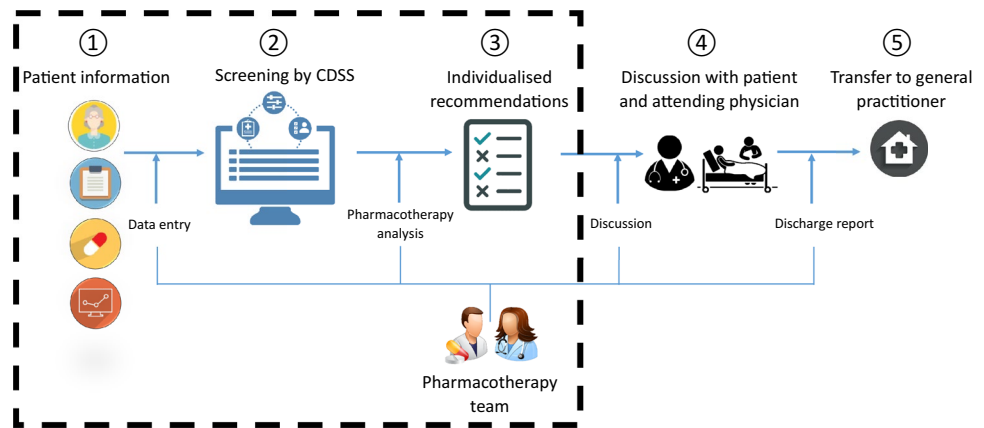 ① 
Patient information
②
Screening by CDSS
③
Individualised
recommendations
④
Discussion with patient
and attending physician
⑤
Transfer to general
practitioner
Data entry
Pharmacotherapy
analysis
Discussion
Discharge report
Pharmacotherapy
team